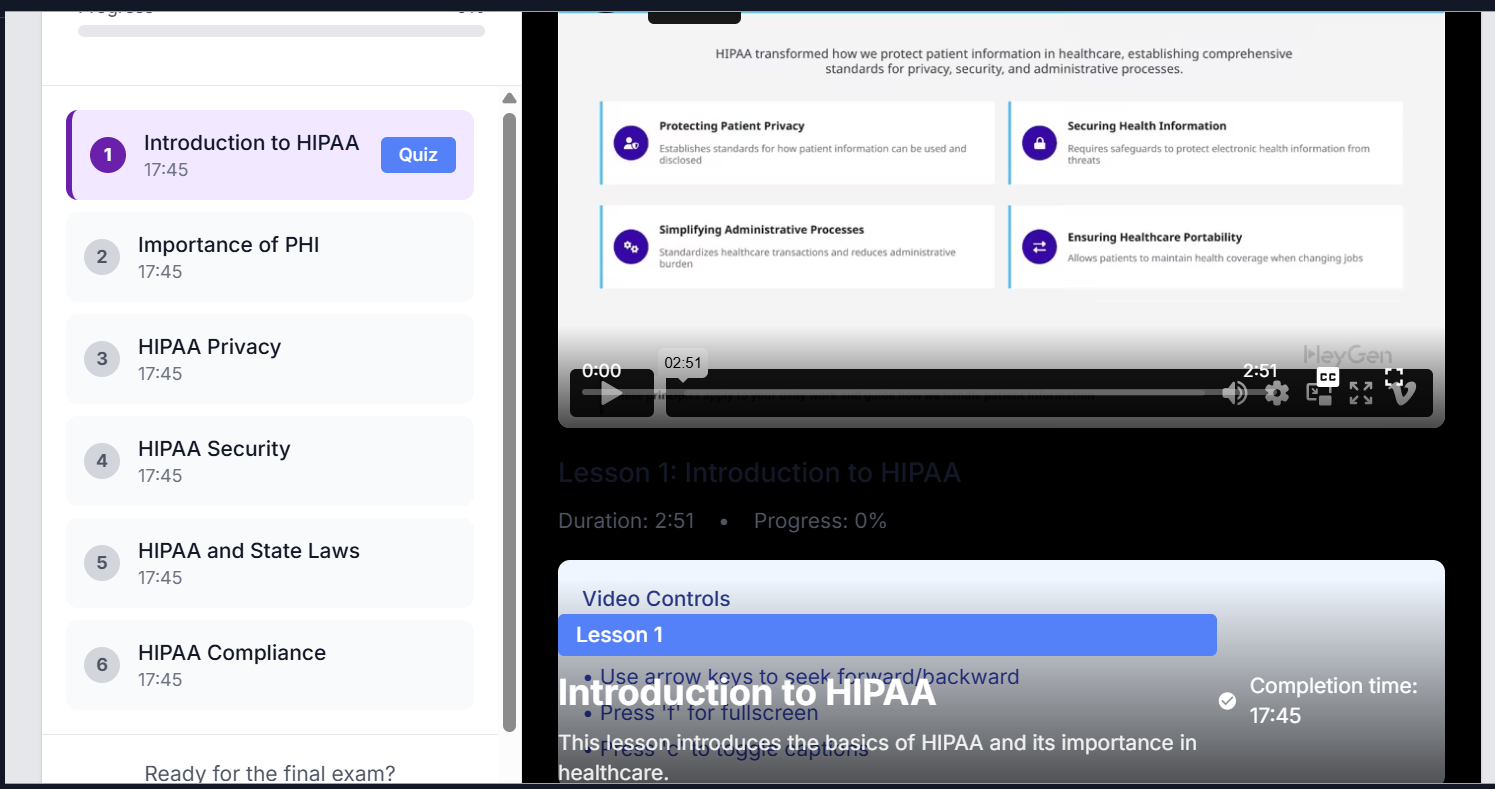 Progress
0%
1
Introduction to HIPAA
17:45
Quiz
2
Importance of PHI
17:45
3
HIPAA Privacy
17:45
4
HIPAA Security
17:45
5
HIPAA and State Laws
17:45
6
HIPAA Compliance
17:45
Ready for the final exam?
HIPAA transformed how we protect patient information in healthcare, establishing comprehensive
standards for privacy, security, and administrative processes.
Protecting Patient Privacy
Establishes standards for how patient information can be used and
disclosed
Securing Health Information
Requires safeguards to protect electronic health information from
threats
Simplifying Administrative Processes
Standardizes healthcare transactions and reduces administrative
burden
Ensuring Healthcare Portability
Allows patients to maintain health coverage when changing jobs
HeyGen
0:00
02:51
2:51
CC
Lesson 1: Introduction to HIPAA
Duration: 2:51 • Progress: 0%
Video Controls
Lesson 1
• Use arrow keys to seek forward/backward
Introduction to HIPAA
• Press 'f' for fullscreen
Completion time:
17:45
• Press 'c' to toggle captions
This lesson introduces the basics of HIPAA and its importance in
healthcare.